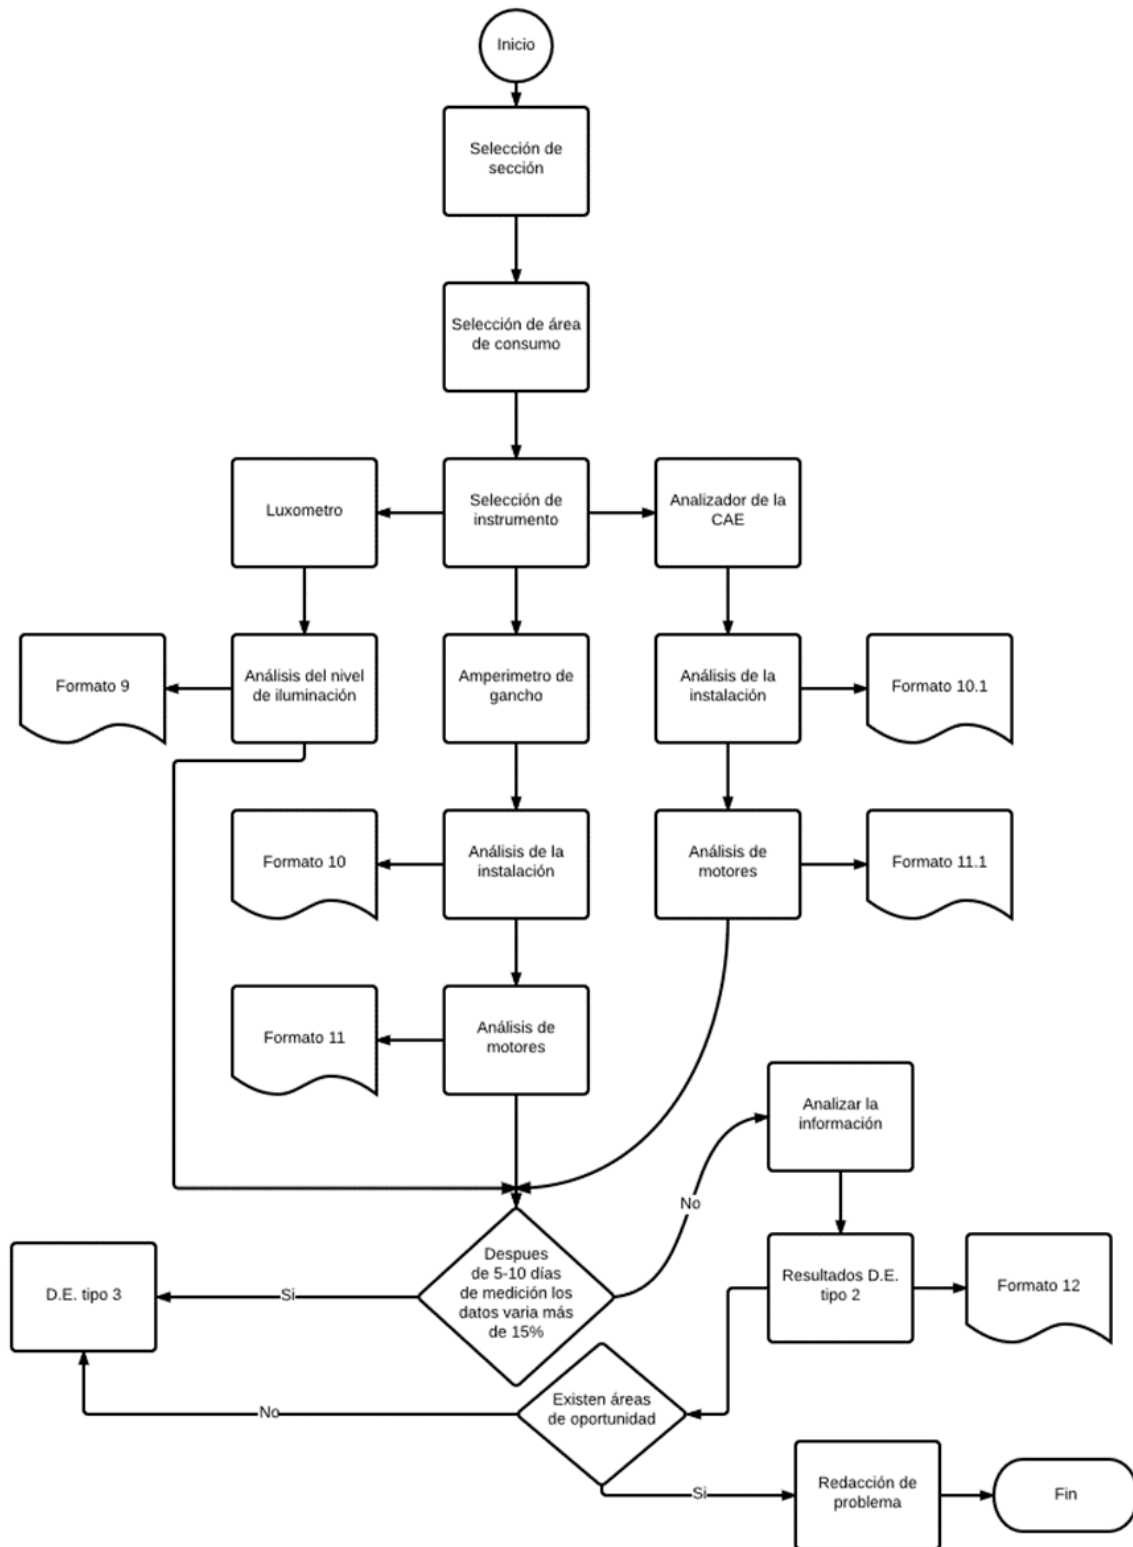 Inicio
Selección de
sección
Selección de área
de consumo
Luxometro
Selección de
instrumento
Analizador de la
CAE
Formato 9
Análisis del nivel
de iluminación
Amperimetro de
gancho
Análisis de la
instalación
Formato 10.1
Formato 10
Análisis de la
instalación
Análisis de
motores
Formato 11.1
Formato 11
Análisis de
motores
Analizar la
información
No
Despues
de 5-10 días
de medición los
datos varia más
de 15%
Si
D.E. tipo 3
Resultados D.E.
tipo 2
Formato 12
Existen áreas
de oportunidad
No
Si
Redacción de
problema
Fin